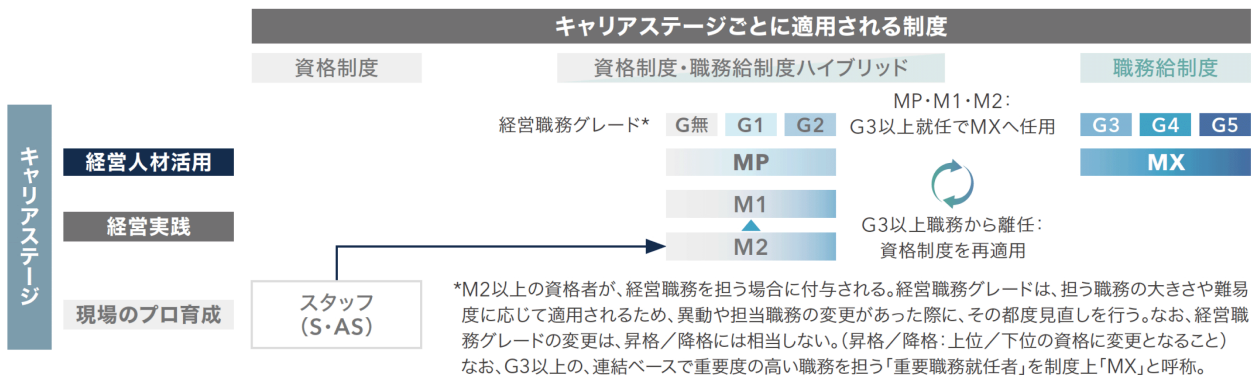 キャリアステージごとに適用される制度
資格制度
資格制度・職務給制度ハイブリッド
職務給制度
経営職務グレード*
G無
G1
G2
MP・M1・M2：
G3以上就任でMXへ任用
G3
G4
G5
キャリアステージ
経営人材活用
MP
MX
経営実践
M1
M2
G3以上職務から離任：
資格制度を再適用
現場のプロ育成
スタッフ
（S・AS）
*M2以上の資格者が、経営職務を担う場合に付与される。経営職務グレードは、担う職務の大きさや難易
度に応じて適用されるため、異動や担当職務の変更があった際に、その都度見直しを行う。なお、経営職
務グレードの変更は、昇格／降格には相当しない。（昇格／降格：上位／下位の資格に変更となること）
なお、G3以上の、連結ベースで重要度の高い職務を担う「重要職務就任者」を制度上「MX」と呼称。